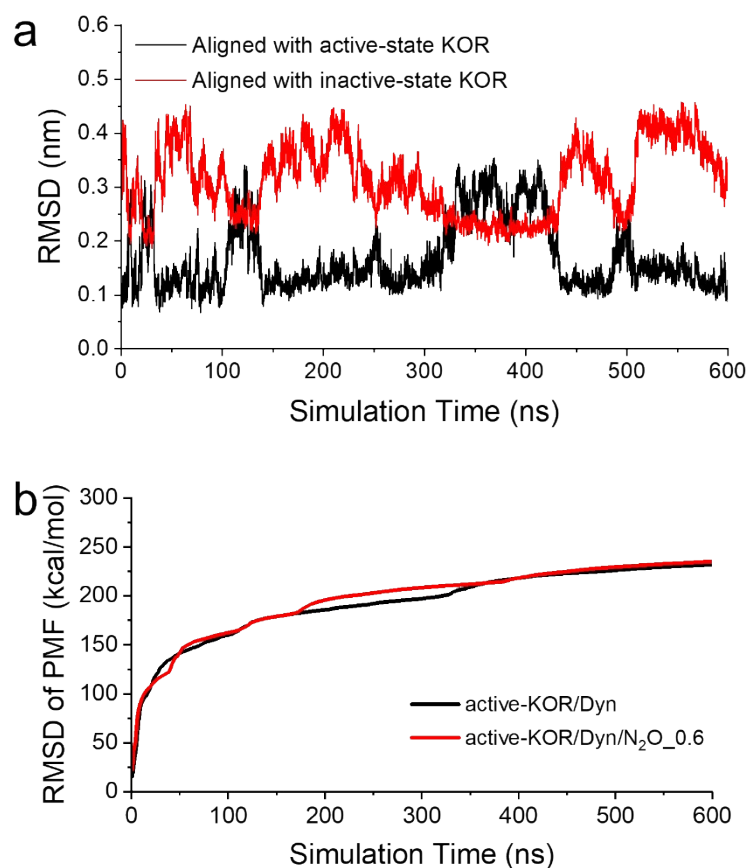 a
Aligned with active-state KOR
Aligned with inactive-state KOR
RMSD (nm)
0.6
0.5
0.4
0.3
0.2
0.1
0.0
0 100 200 300 400 500 600
Simulation Time (ns)
b
RMSD of PMF (kcal/mol)
300
250
200
150
100
50
0
active-KOR/Dyn
active-KOR/Dyn/N₂O_0.6
0 100 200 300 400 500 600
Simulation Time (ns)